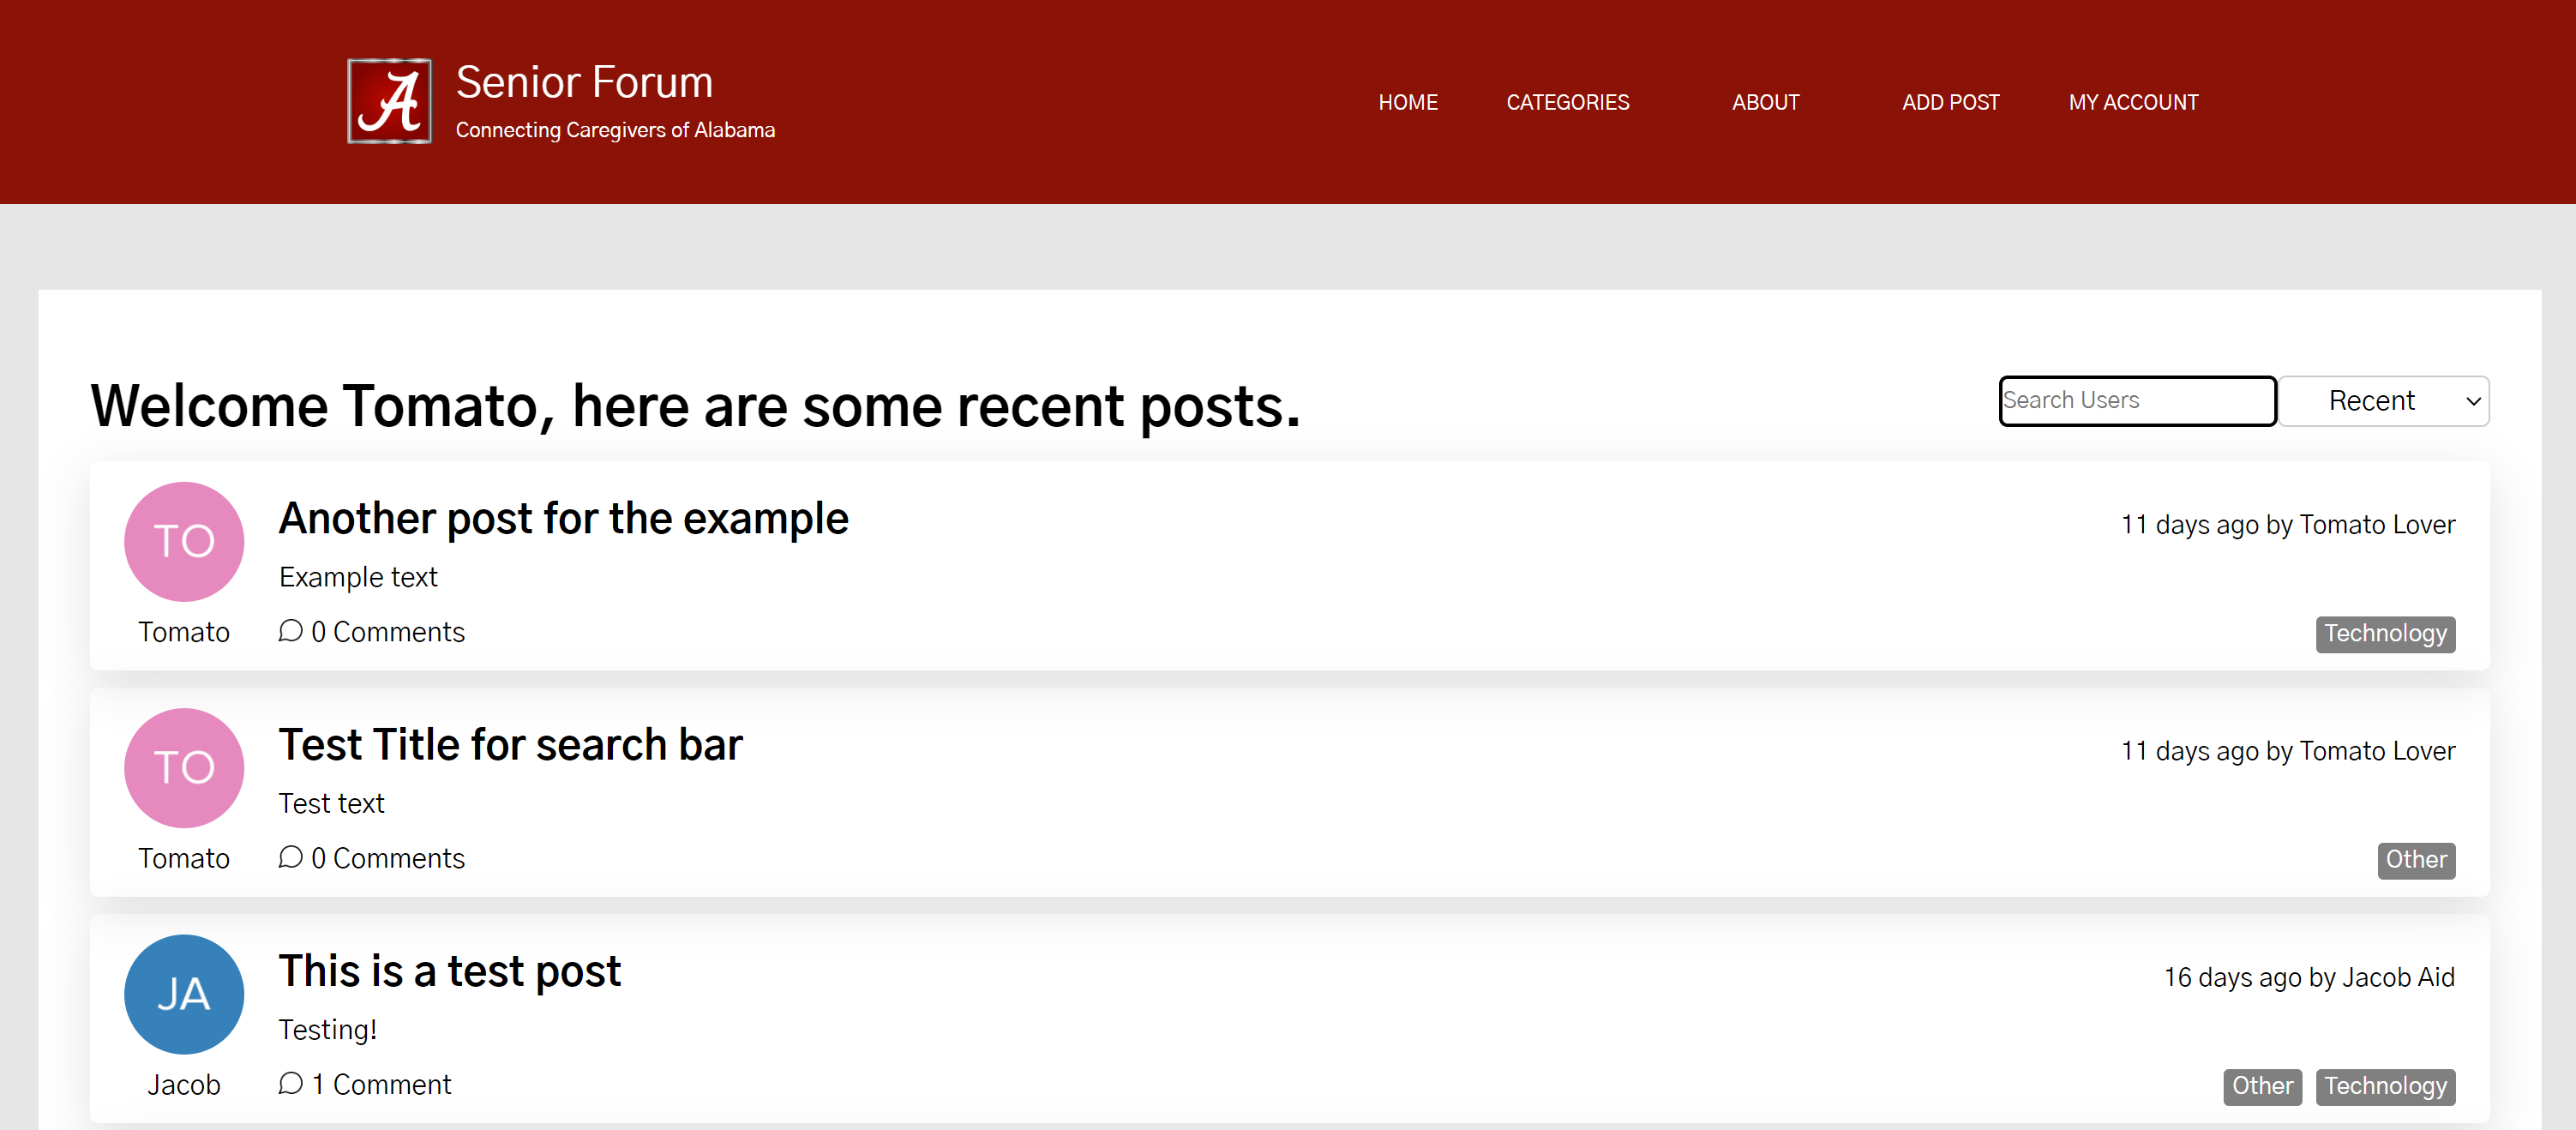 A
Senior Forum
Connecting Caregivers of Alabama
HOME CATEGORIES ABOUT ADD POST MY ACCOUNT
Welcome Tomato, here are some recent posts.
Search Users
Recent
TO
Another post for the example
11 days ago by Tomato Lover
Example text
Tomato
0 Comments
Technology
TO
Test Title for search bar
11 days ago by Tomato Lover
Test text
Tomato
0 Comments
Other
JA
This is a test post
16 days ago by Jacob Aid
Testing!
Jacob
1 Comment
Other Technology